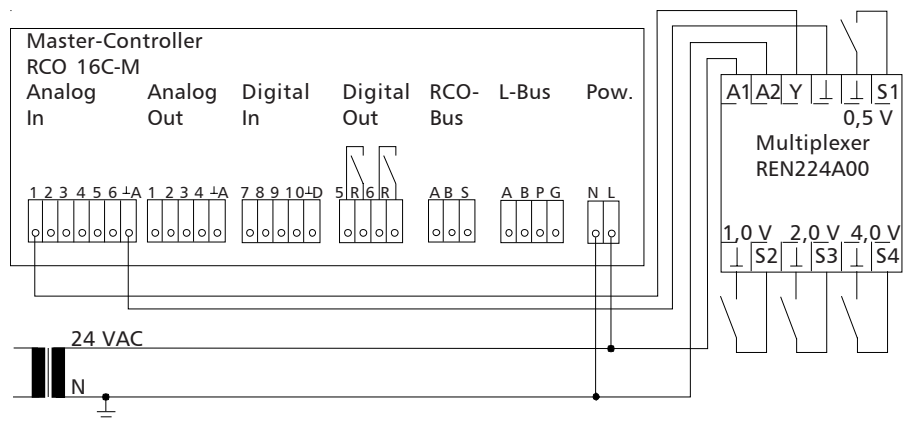 Master-Controller
RCO 16C-M
Analog In
Analog Out
Digital In
Digital Out
RCO-Bus
L-Bus
Pow.
1 2 3 4 5 6 ⊥A
1 2 3 4 ⊥A
7 8 9 10 ⊥D
5 R 6 R
A B S
A B P G
N L
A1 A2 Y ⊥ ⊥ S1
0,5 V
Multiplexer
REN224A00
1,0 V 2,0 V 4,0 V
⊥ S2 ⊥ S3 ⊥ S4
24 VAC
N